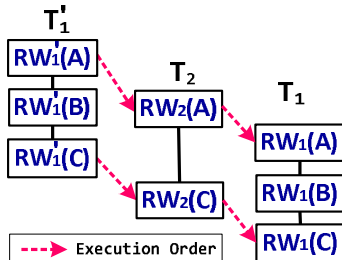 T'₁
RW'₁(A)
RW'₁(B)
RW'₁(C)
T₂
RW₂(A)
RW₂(C)
T₁
RW₁(A)
RW₁(B)
RW₁(C)
Execution Order